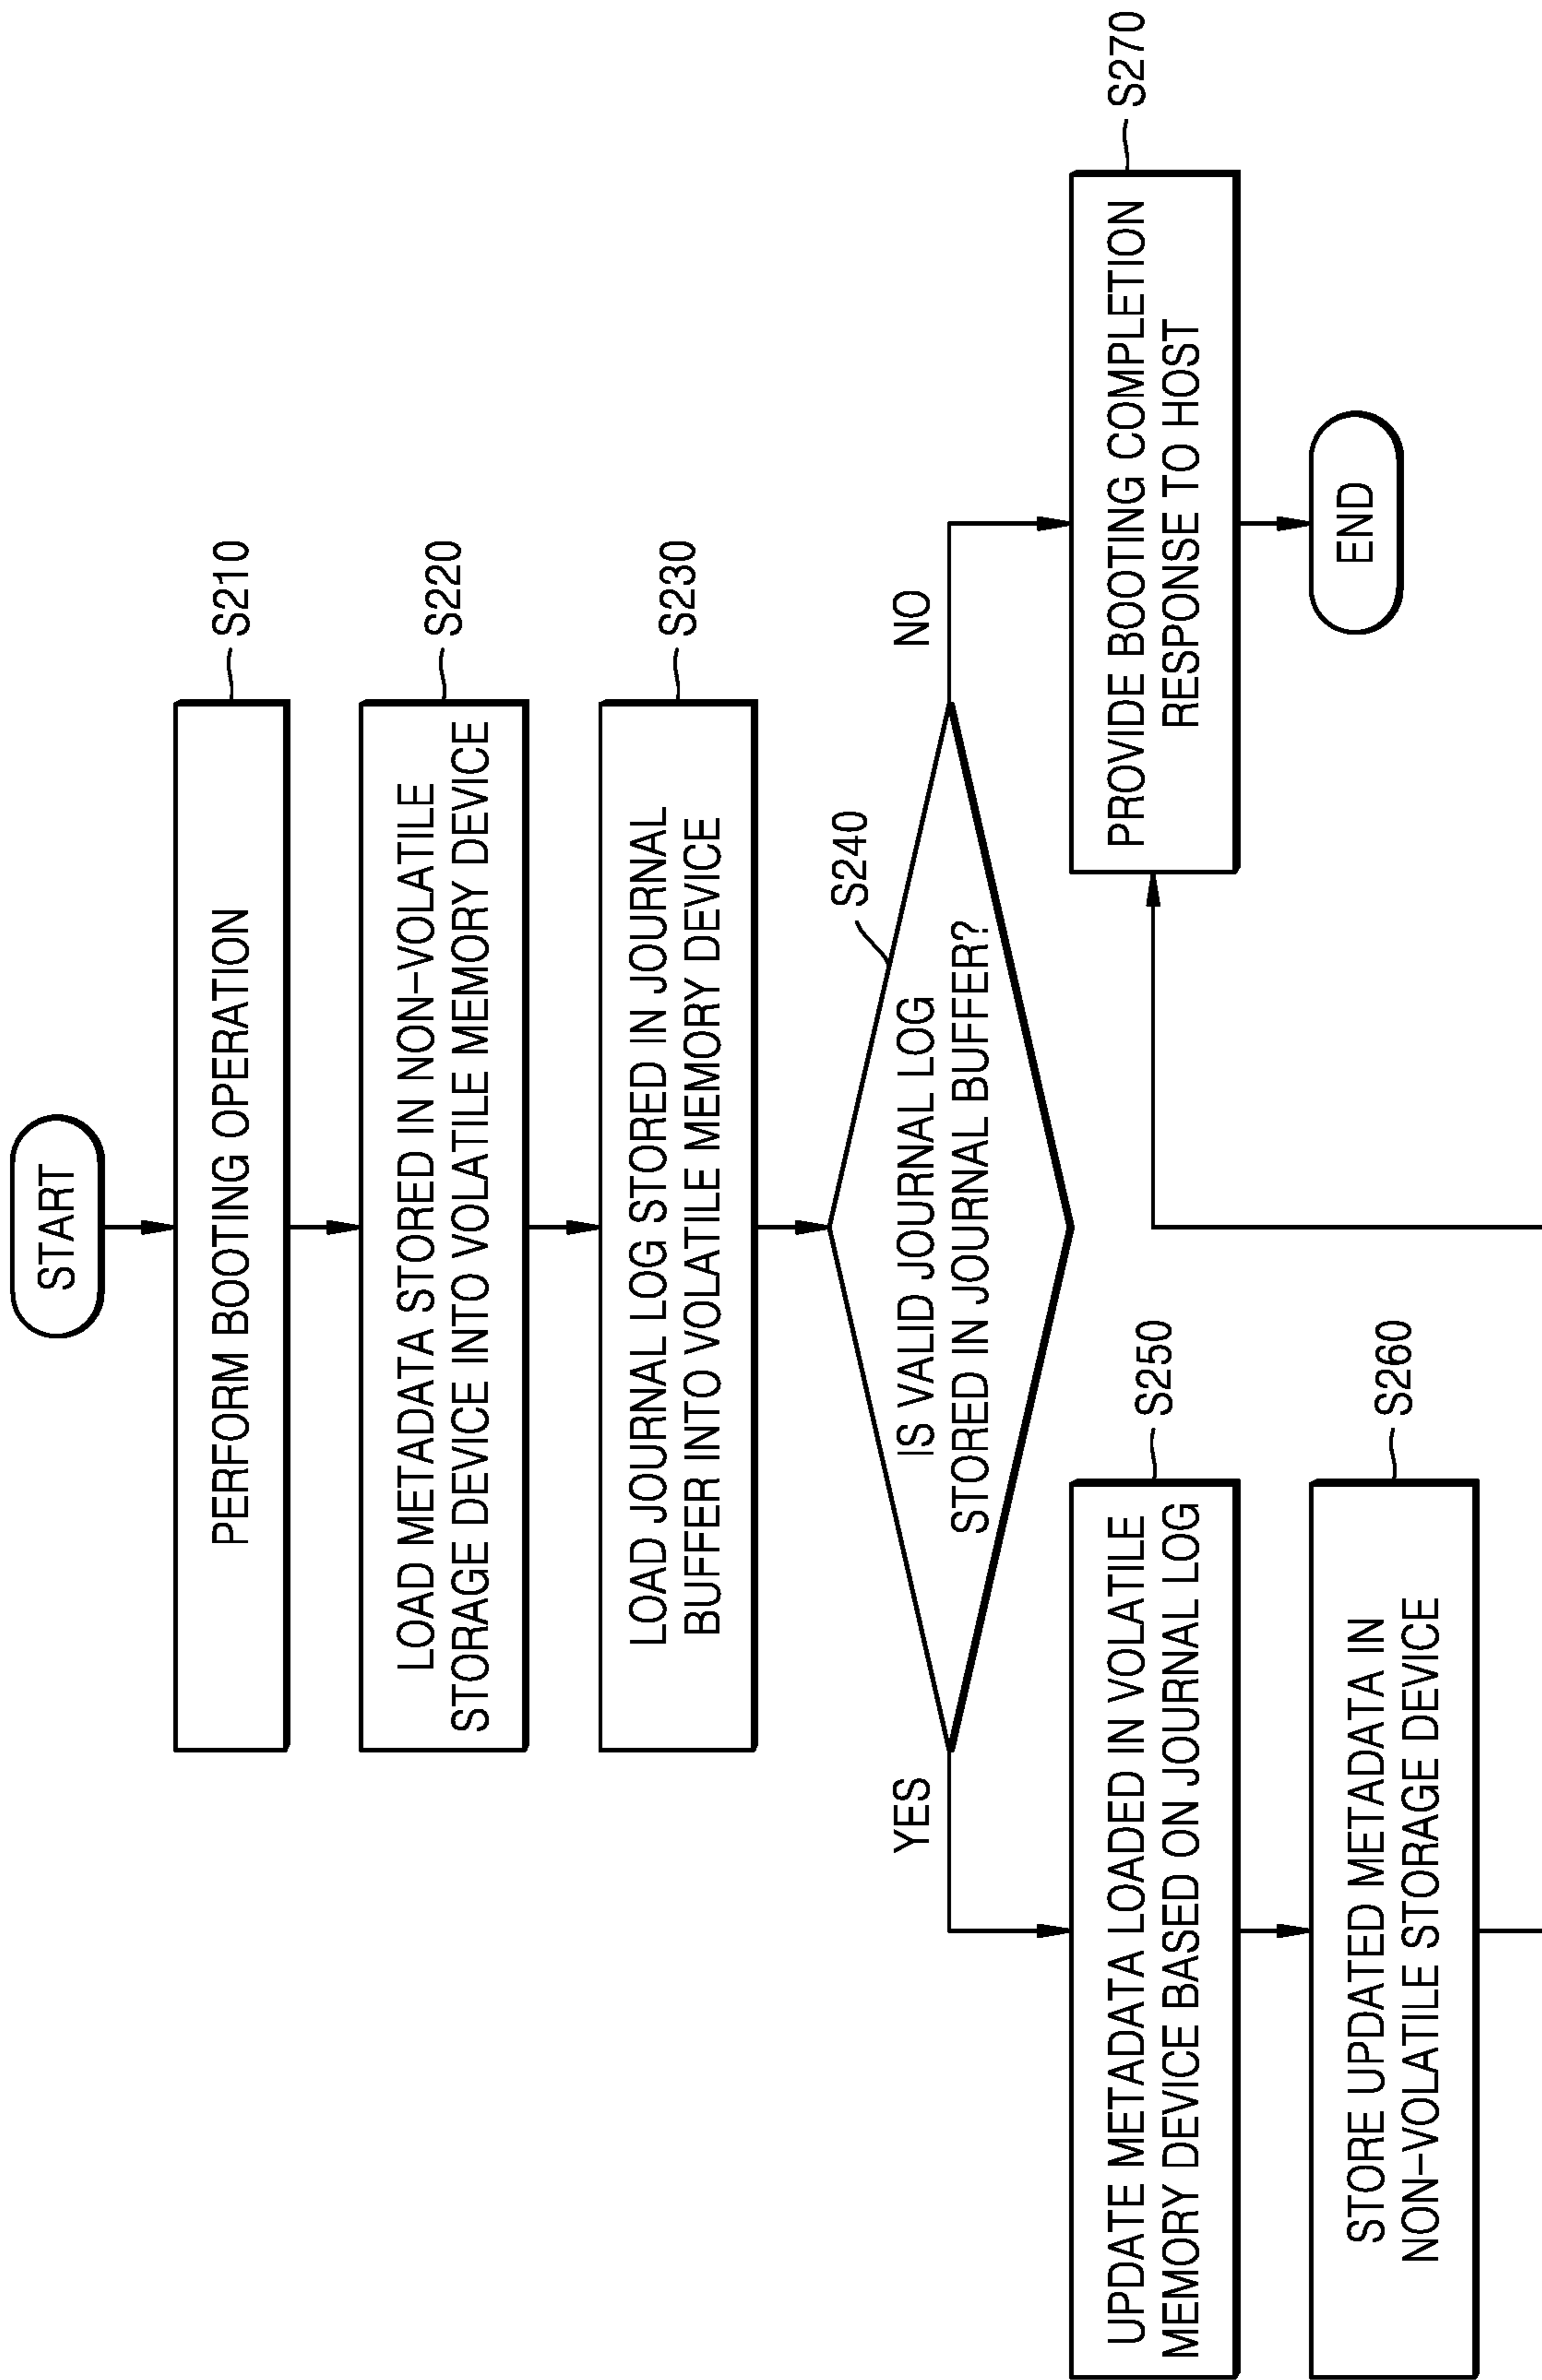 START
PERFORM BOOTING OPERATION
S210
LOAD METADATA STORED IN NON-VOLATILE
STORAGE DEVICE INTO VOLATILE MEMORY DEVICE
S220
LOAD JOURNAL LOG STORED IN JOURNAL
BUFFER INTO VOLATILE MEMORY DEVICE
S230
S240
IS VALID JOURNAL LOG
STORED IN JOURNAL BUFFER?
YES
NO
UPDATE METADATA LOADED IN VOLATILE
MEMORY DEVICE BASED ON JOURNAL LOG
S250
STORE UPDATED METADATA IN
NON-VOLATILE STORAGE DEVICE
S260
PROVIDE BOOTING COMPLETION
RESPONSE TO HOST
S270
END